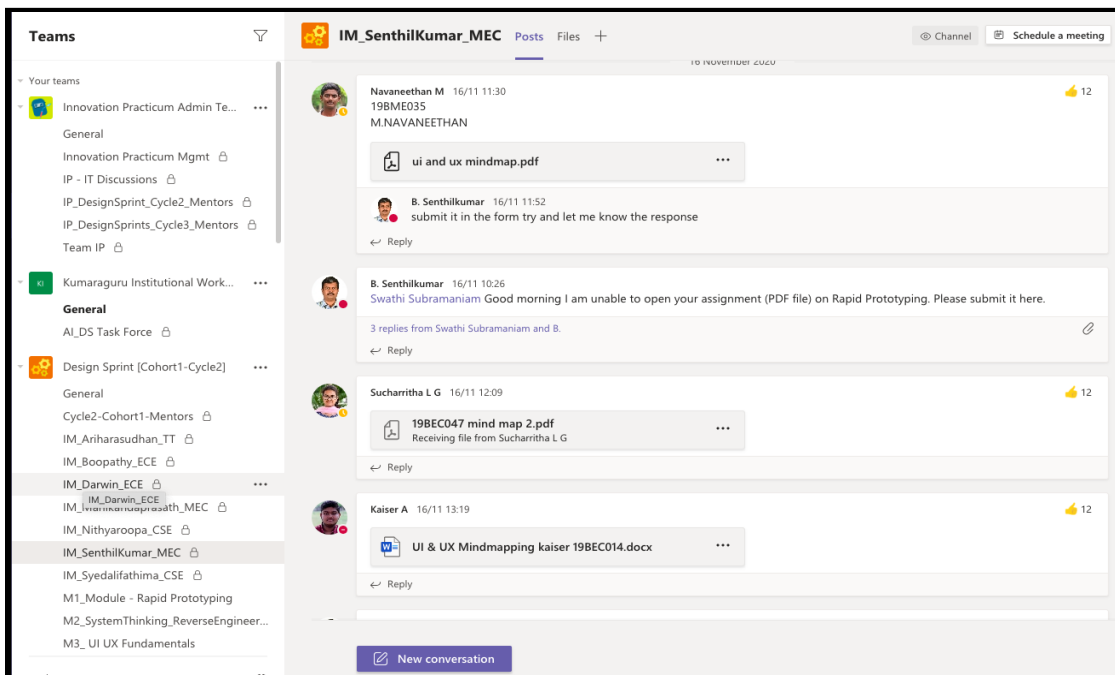 Teams
Your teams
Innovation Practicum Admin Te...
General
Innovation Practicum Mgmt
IP - IT Discussions
IP_DesignSprint_Cycle2_Mentors
IP_DesignSprints_Cycle3_Mentors
Team IP
KI
Kumaraguru Institutional Work...
General
AI_DS Task Force
Design Sprint [Cohort1-Cycle2]
General
Cycle2-Cohort1-Mentors
IM_Ariharasudhan_TT
IM_Boopathy_ECE
IM_Darwin_ECE
IM_Darwin_ECE
IM_Manikandaprasath_MEC
IM_Nithyaroopa_CSE
IM_SenthilKumar_MEC
IM_Syedalifathima_CSE
M1_Module - Rapid Prototyping
M2_SystemThinking_ReverseEngineer...
M3_ UI UX Fundamentals
IM_SenthilKumar_MEC Posts Files
Channel
Schedule a meeting
16 November 2020
Navaneethan M 16/11 11:30
12
19BME035
M.NAVANEETHAN
ui and ux mindmap.pdf
B. Senthilkumar 16/11 11:52
submit it in the form try and let me know the response
Reply
B. Senthilkumar 16/11 10:26
Swathi Subramaniam Good morning I am unable to open your assignment (PDF file) on Rapid Prototyping. Please submit it here.
3 replies from Swathi Subramaniam and B.
Reply
Sucharritha L G 16/11 12:09
12
19BEC047 mind map 2.pdf
Receiving file from Sucharritha L G
Reply
Kaiser A 16/11 13:19
12
UI & UX Mindmapping kaiser 19BEC014.docx
Reply
New conversation